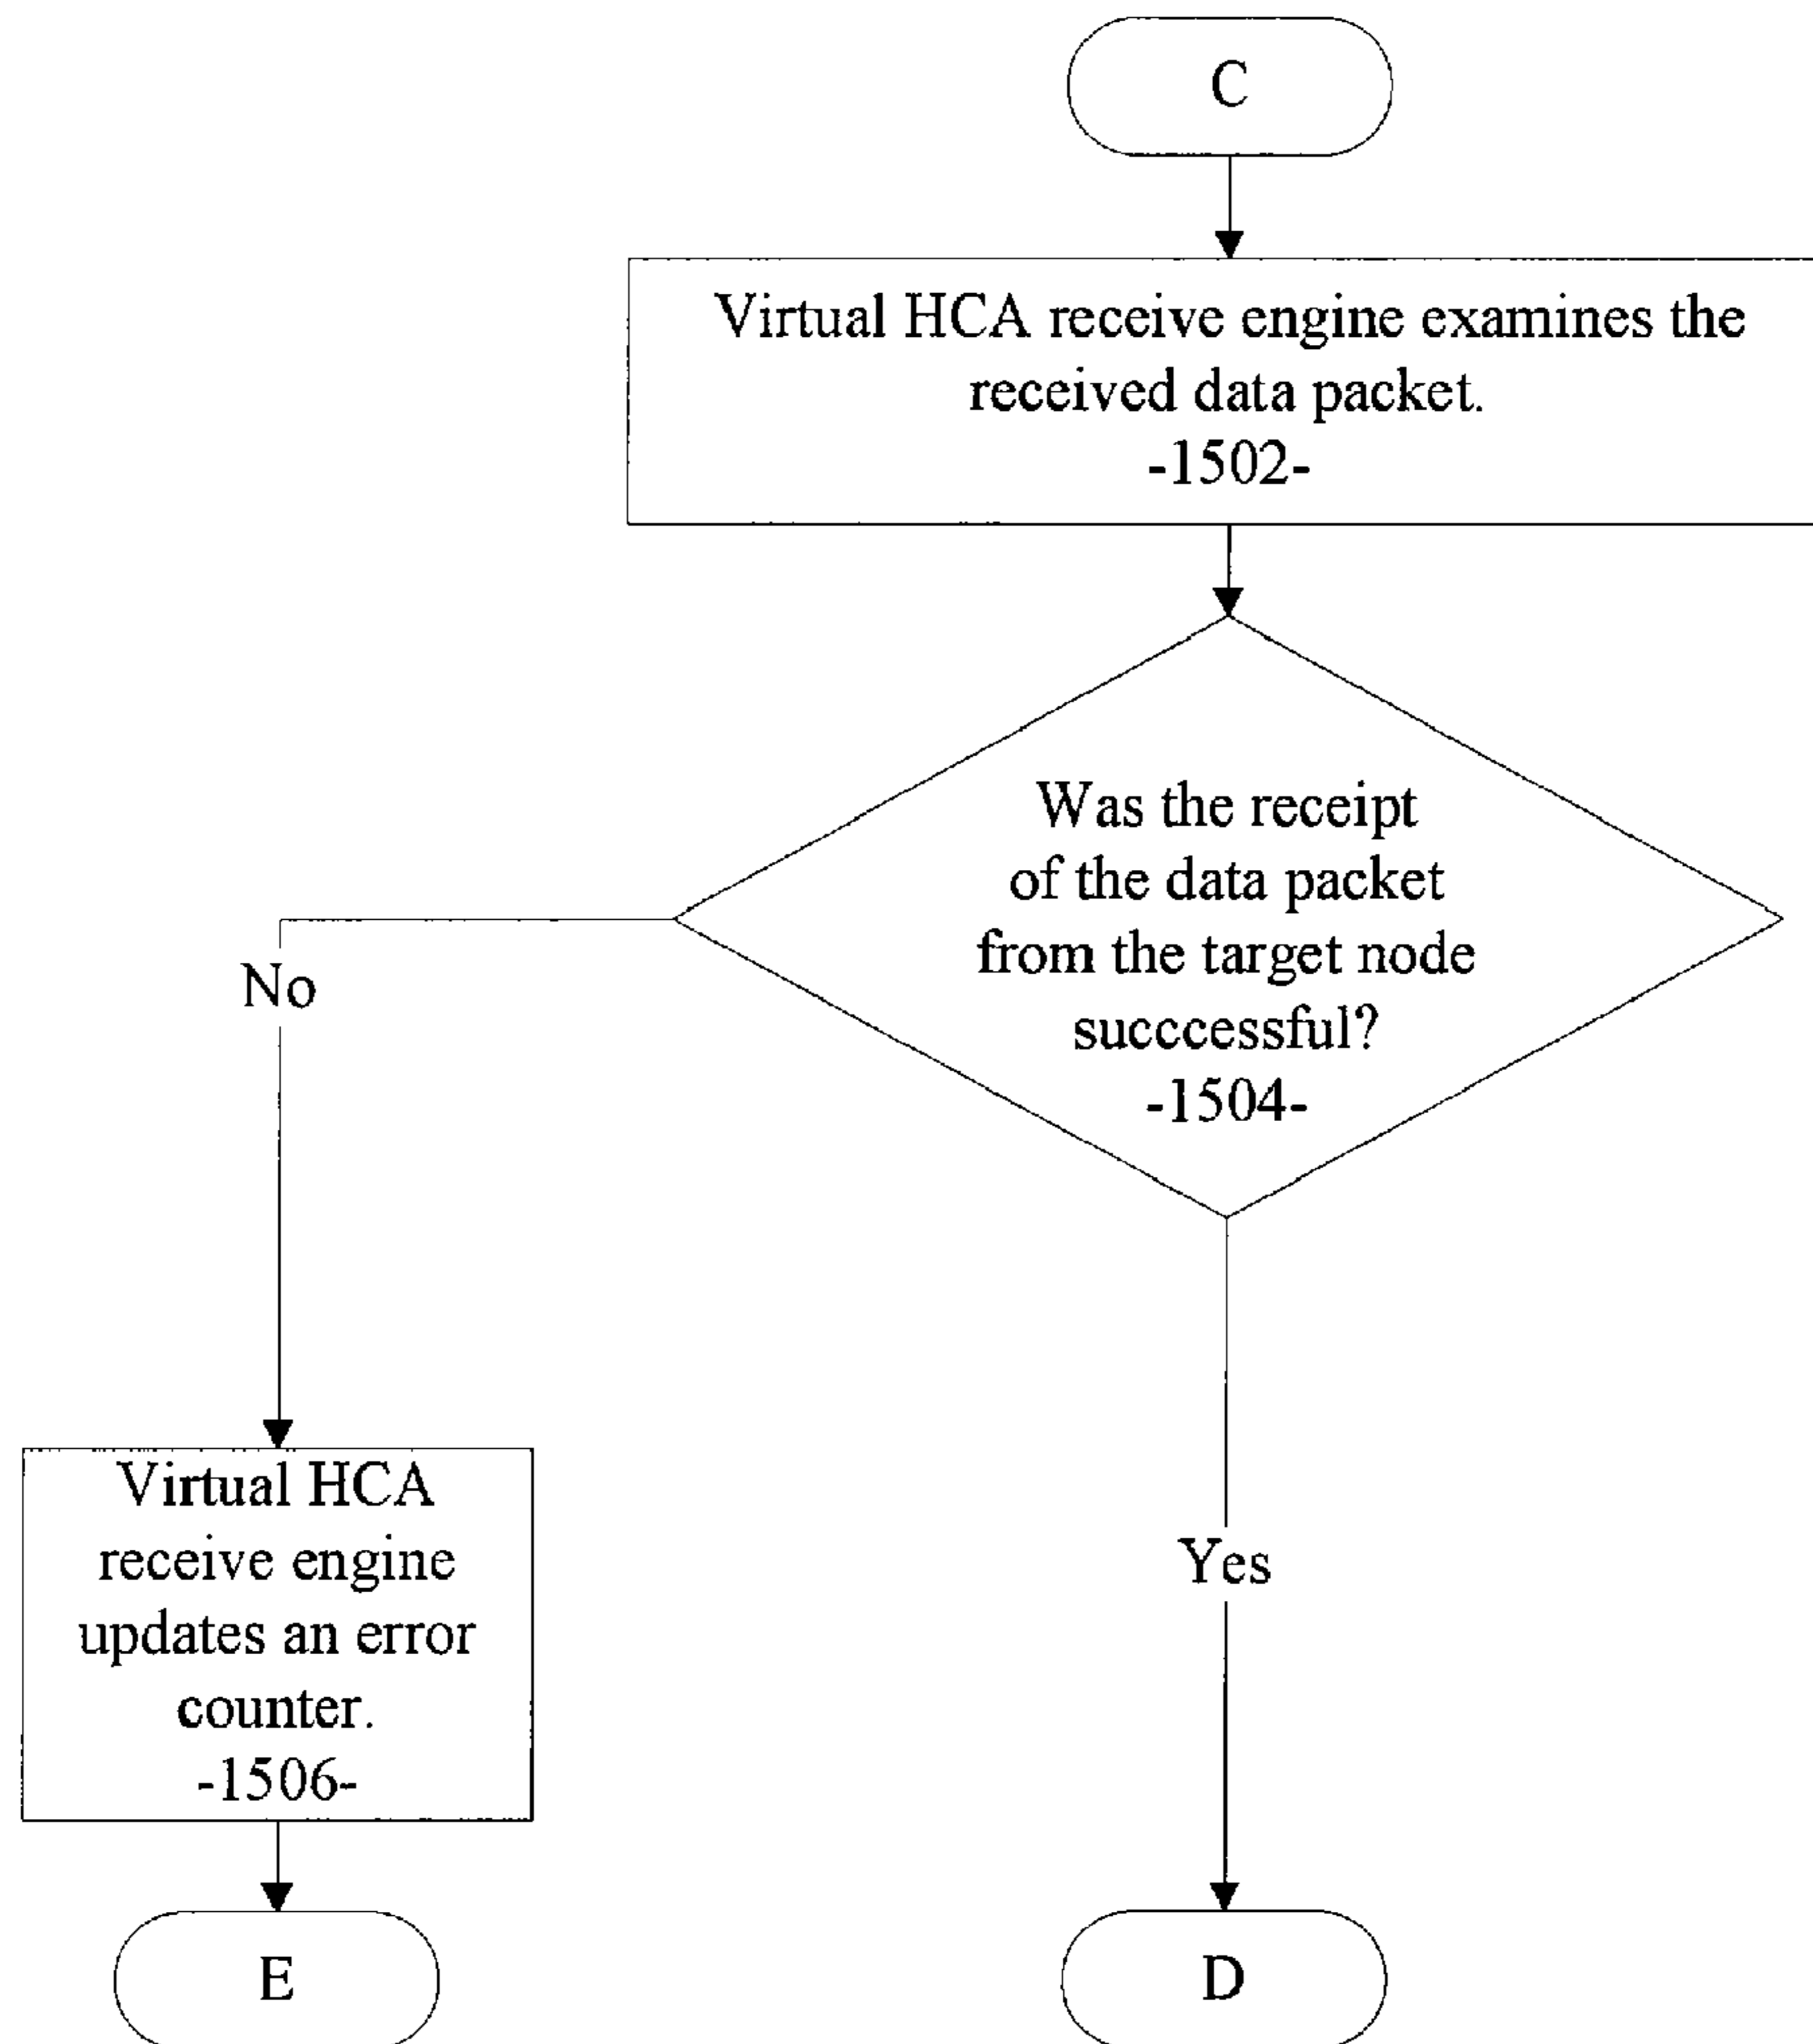 C
Virtual HCA receive engine examines the
received data packet.
-1502-
Was the receipt
of the data packet
from the target node
succcessful?
-1504-
No
Yes
Virtual HCA
receive engine
updates an error
counter.
-1506-
E
D